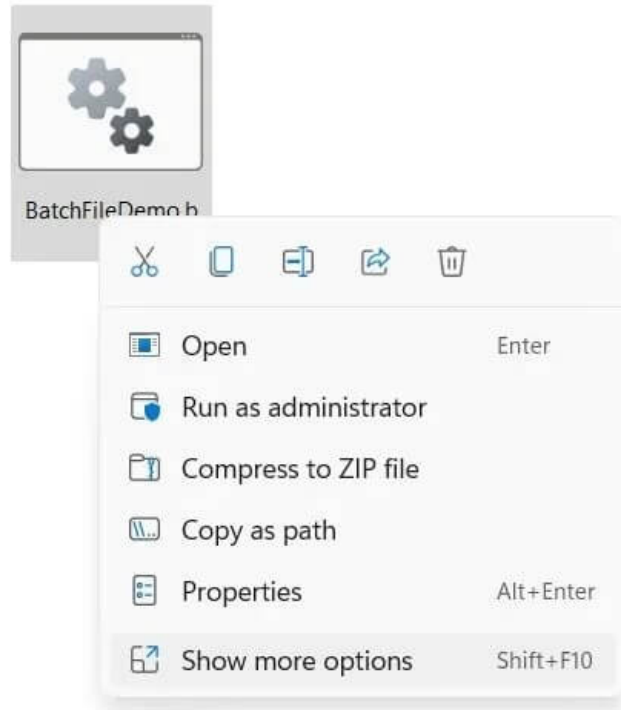 BatchFileDemo.b
Open Enter
Run as administrator
Compress to ZIP file
Copy as path
Properties Alt+Enter
Show more options Shift+F10